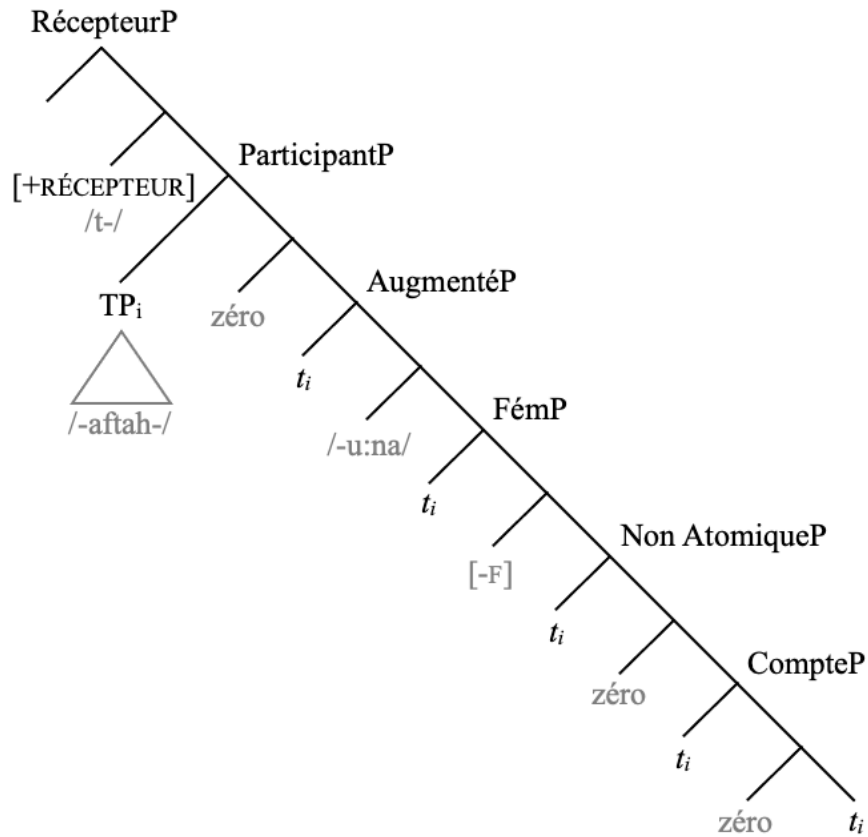 RécepteurP
ParticipantP
[+RÉCEPTEUR]
/t-/
AugmentéP
TPi
zéro
ti
/-aftah-/
FémP
/-u:na/
ti
Non AtomiqueP
[-F]
ti
CompteP
zéro
ti
zéro
ti